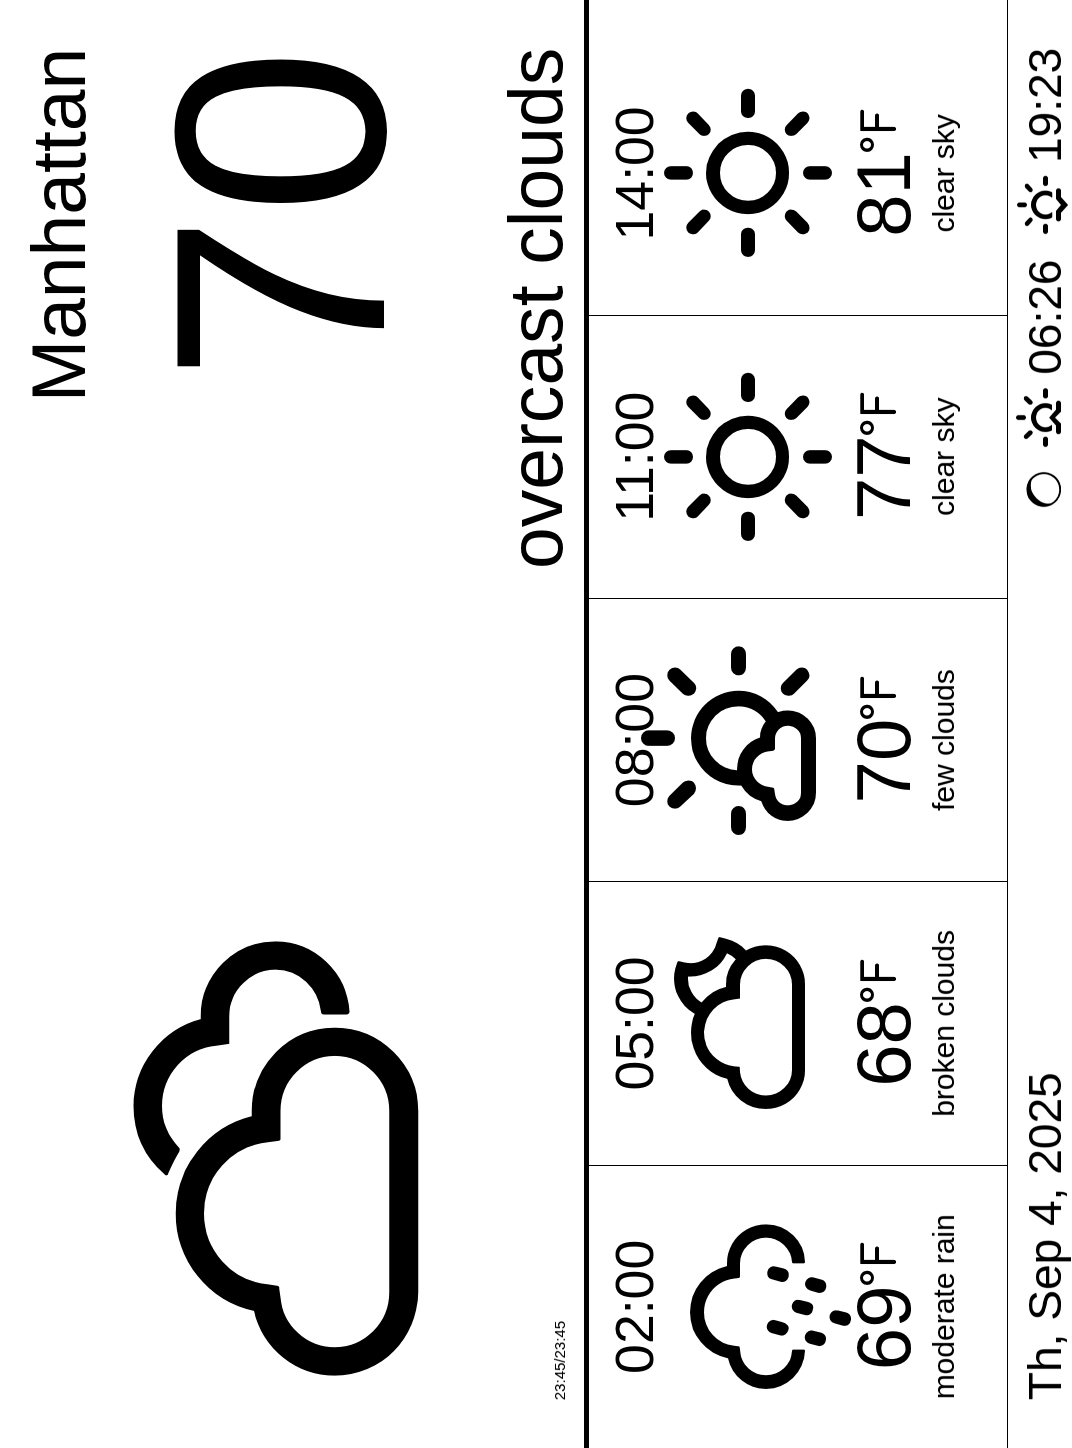 Manhattan
70
overcast clouds
23:45/23:45
02:00 05:00 08:00 11:00 14:00
69°F 68°F 70°F 77°F 81°F
moderate rain broken clouds few clouds clear sky clear sky
Th, Sep 4, 2025 06:26 19:23